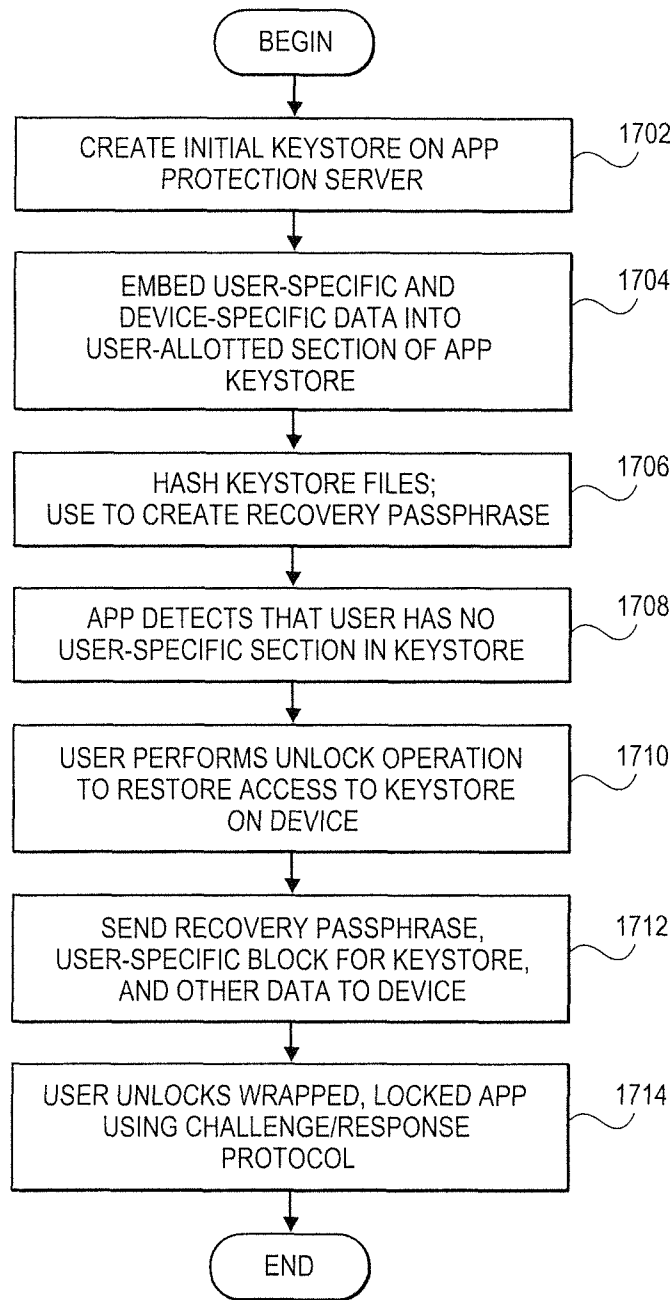 BEGIN
CREATE INITIAL KEYSTORE ON APP
PROTECTION SERVER
1702
EMBED USER-SPECIFIC AND
DEVICE-SPECIFIC DATA INTO
USER-ALLOTTED SECTION OF APP
KEYSTORE
1704
HASH KEYSTORE FILES;
USE TO CREATE RECOVERY PASSPHRASE
1706
APP DETECTS THAT USER HAS NO
USER-SPECIFIC SECTION IN KEYSTORE
1708
USER PERFORMS UNLOCK OPERATION
TO RESTORE ACCESS TO KEYSTORE
ON DEVICE
1710
SEND RECOVERY PASSPHRASE,
USER-SPECIFIC BLOCK FOR KEYSTORE,
AND OTHER DATA TO DEVICE
1712
USER UNLOCKS WRAPPED, LOCKED APP
USING CHALLENGE/RESPONSE
PROTOCOL
1714
END